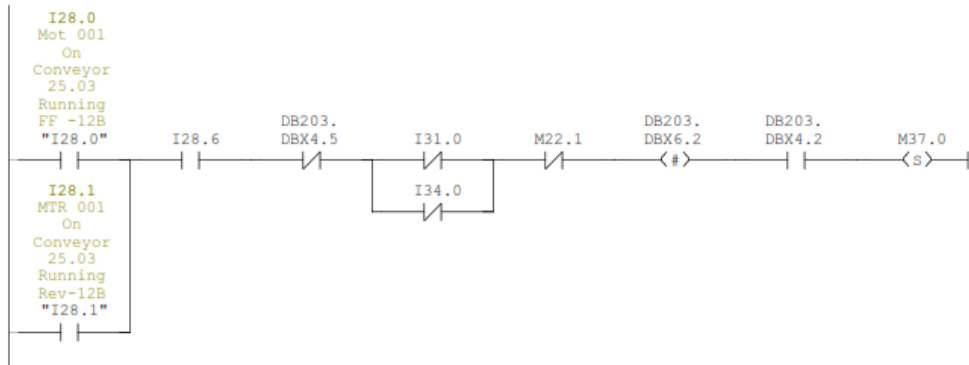 I28.0
Mot 001
On
Conveyor
25.03
Running
FF -12B
"I28.0"
I28.6
DB203.
DBX4.5
I31.0
M22.1
DB203.
DBX6.2
DB203.
DBX4.2
M37.0
#
S
I34.0
I28.1
MTR 001
On
Conveyor
25.03
Running
Rev-12B
"I28.1"